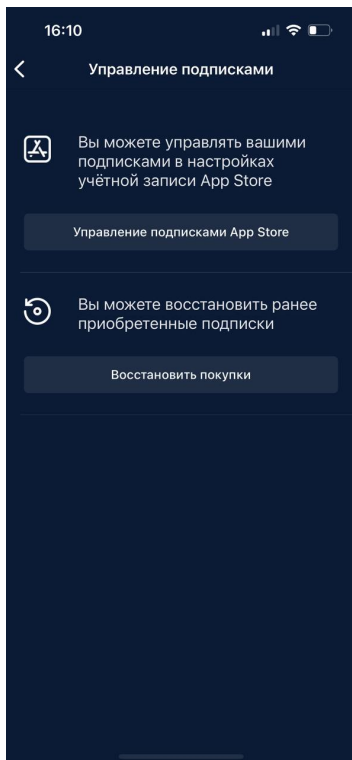 16:10
Управление подписками
Вы можете управлять вашими
подписками в настройках
учётной записи App Store
Управление подписками App Store
Вы можете восстановить ранее
приобретенные подписки
Восстановить покупки